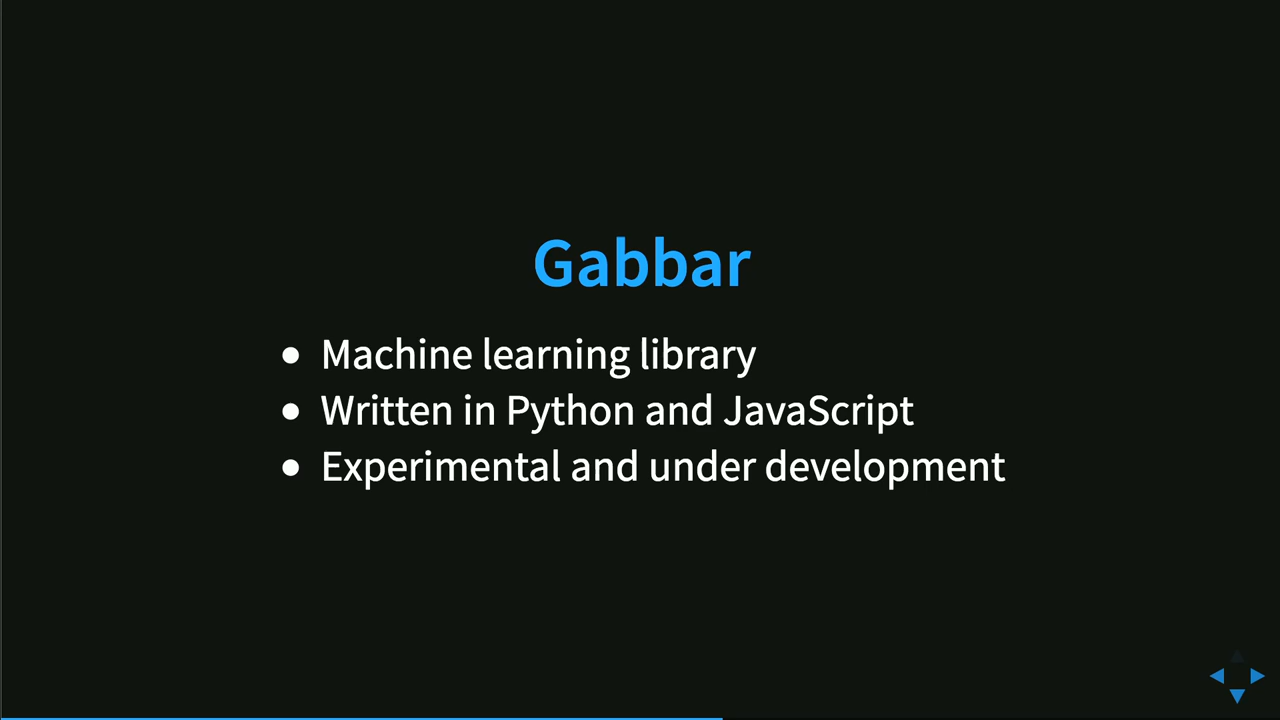 Gabbar
Machine learning library
Written in Python and JavaScript
Experimental and under development